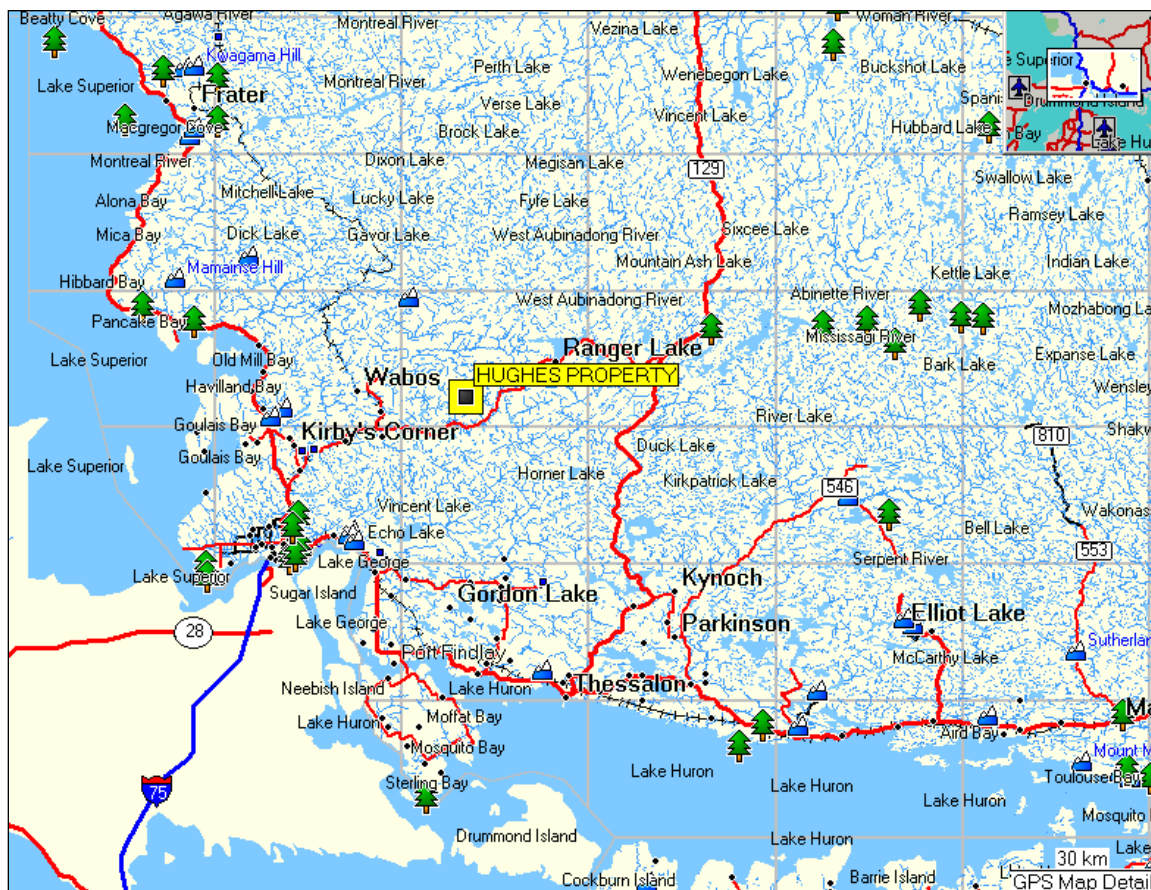 Beatty Cove
Agawa River
Montreal River
Vezina Lake
Woman River
Kwagama Hill
Perth Lake
Wenebegon Lake
Buckshot Lake
Lake Superior
Montreal River
Frater
Verse Lake
Vincent Lake
Macgregor Cove
Brock Lake
Hubbard Lake
Drummond Island
Montreal River
Dixon Lake
Megisan Lake
129
Swallow Lake
Mitchell Lake
Lucky Lake
Fyfe Lake
Alona Bay
Ramsey Lake
Mica Bay
Dick Lake
Gavor Lake
West Aubinadong River
Sixcee Lake
Mamainse Hill
Mountain Ash Lake
Kettle Lake
Indian Lake
Hibbard Bay
Abinette River
West Aubinadong River
Mozhabong La
Pancake Bay
Mississagi River
Lake Superior
Old Mill Bay
Ranger Lake
Bark Lake
Expanse Lake
Wabos
HUGHES PROPERTY
Havilland Bay
Wensley
River Lake
Goulais Bay
Kirby's Corner
Shakw
810
Goulais Bay
Duck Lake
Lake Superior
Horner Lake
Kirkpatrick Lake
546
Vincent Lake
Wakonas
Echo Lake
Bell Lake
553
Lake George
Serpent River
Lake Superior
Kynoch
Sugar Island
Gordon Lake
Elliot Lake
28
Lake George
Parkinson
Sutherlan
Port Findlay
McCarthy Lake
Neebish Island
Lake Huron
Thessalon
Lake Huron
Moffat Bay
Ma
Aird Bay
Mosquito Bay
Mount M
Lake Huron
Toulouse Bay
Sterling Bay
Lake Huron
75
Lake Huron
Mosquito
Drummond Island
Lake Huron
Lake
30 km
Cockburn Island
Barrie Island
GPS Map Detail